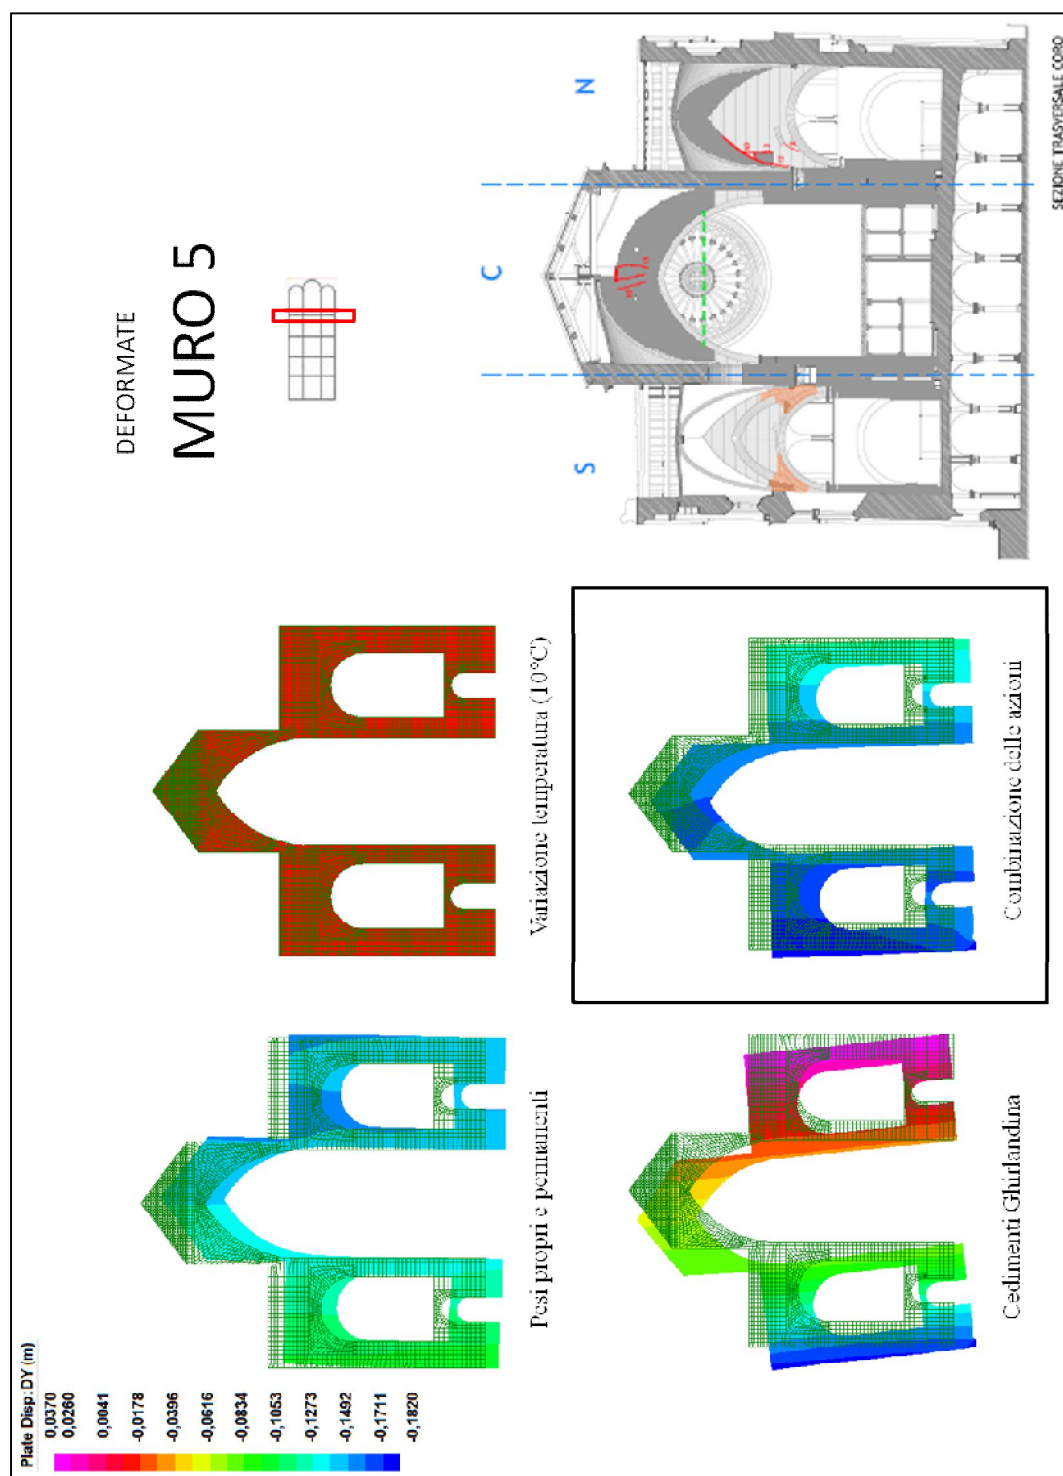 DEFORMATE
MURO 5
Plate Disp:DY (m)
0,0370
0,0260
0,0041
-0,0178
-0,0396
-0,0616
-0,0834
-0,1053
-0,1273
-0,1492
-0,1711
-0,1820
Pesi propri e permanenti
Variazione temperatura (10°C)
Cedimenti Ghirlandina
Combinazione delle azioni
S
C
N
SEZIONE TRASVERSALE CORO